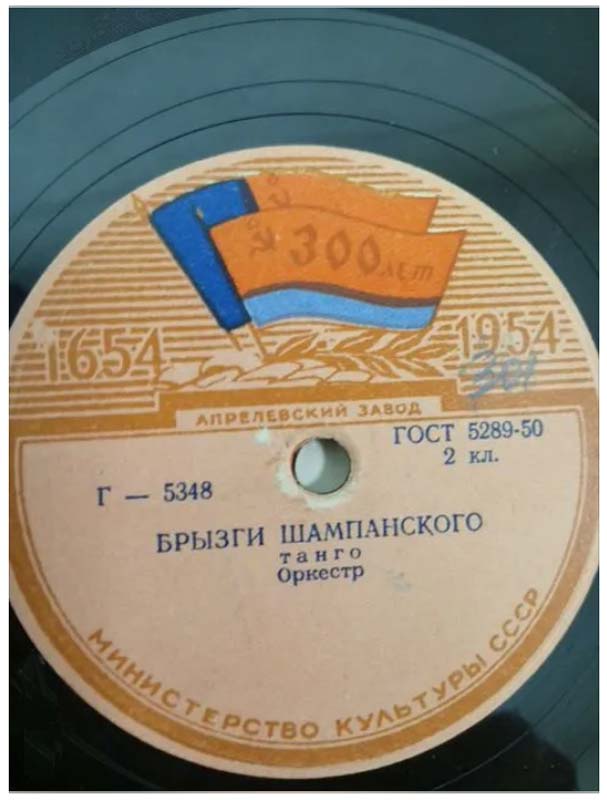 300 лет
1654
1954
301
АПРЕЛЕВСКИЙ ЗАВОД
ГОСТ 5289-50
2 кл.
Г — 5348
БРЫЗГИ ШАМПАНСКОГО
танго
Оркестр
МИНИСТЕРСТВО КУЛЬТУРЫ СССР